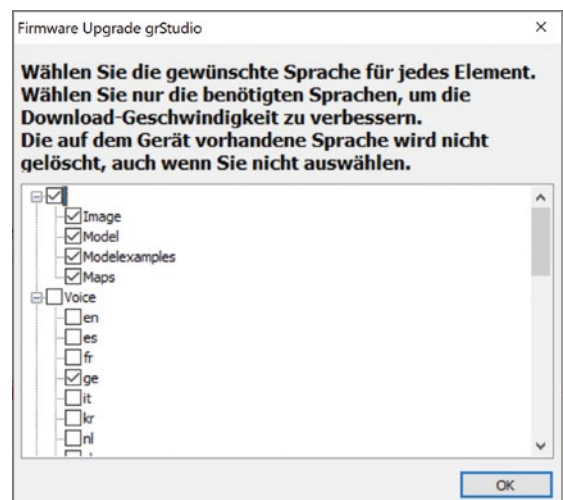 Firmware Upgrade grStudio
Wählen Sie die gewünschte Sprache für jedes Element.
Wählen Sie nur die benötigten Sprachen, um die
Download-Geschwindigkeit zu verbessern.
Die auf dem Gerät vorhandene Sprache wird nicht
gelöscht, auch wenn Sie nicht auswählen.
Image
Model
Modelexamples
Maps
Voice
en
es
fr
ge
it
kr
nl
OK